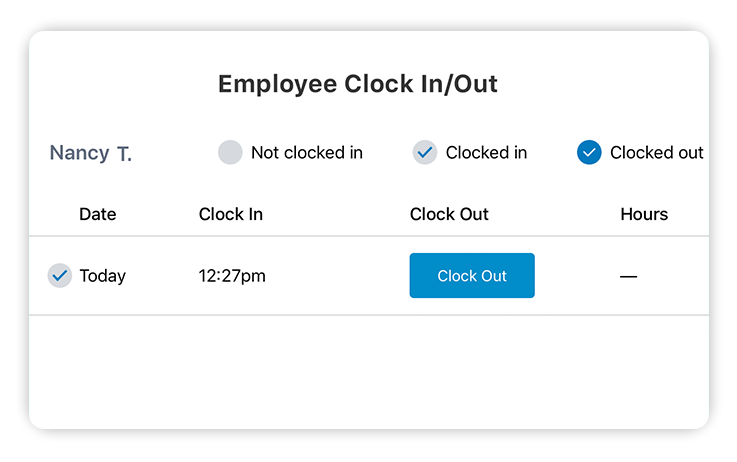 Employee Clock In/Out
Nancy T. Not clocked in Clocked in Clocked out
Date Clock In Clock Out Hours
Today 12:27pm Clock Out —